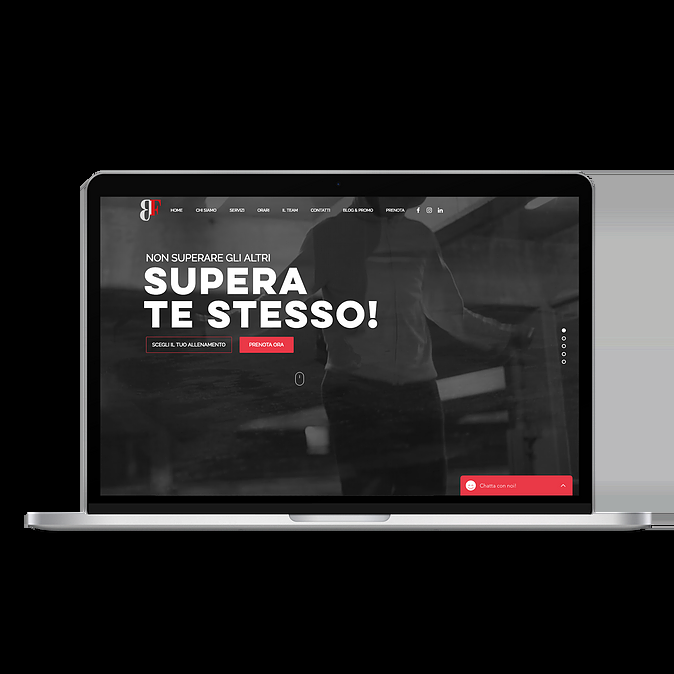 BF HOME CHI SIAMO SERVIZI ORARI IL TEAM CONTATTI BLOG & PROMO PRENOTA
NON SUPERARE GLI ALTRI
SUPERA
TE STESSO!
SCEGLI IL TUO ALLENAMENTO PRENOTA ORA
Chatta con noi!